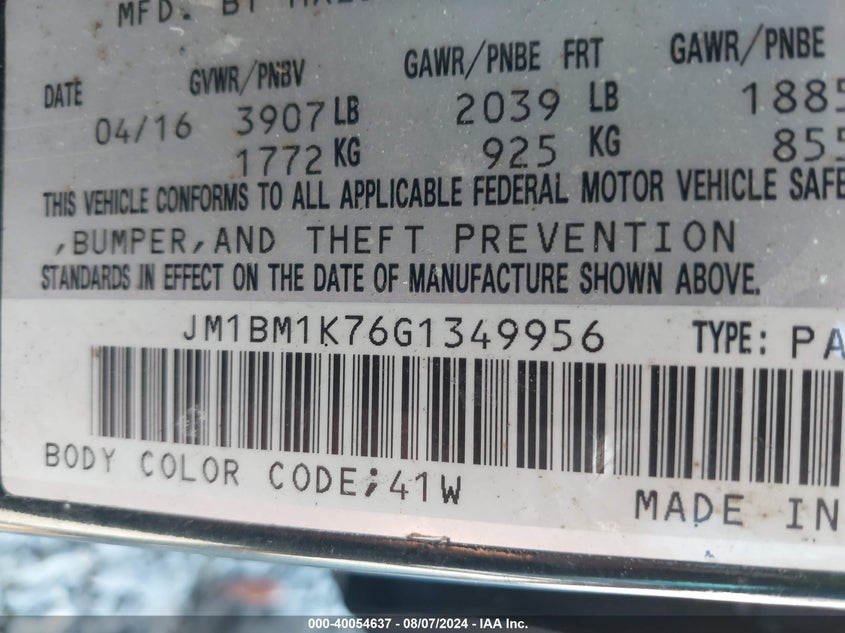 MFD. BY
DATE GVWR/PNBV GAWR/PNBE FRT GAWR/PNBE
04/16 3907 LB 2039 LB 1885
1772 KG 925 KG 855
THIS VEHICLE CONFORMS TO ALL APPLICABLE FEDERAL MOTOR VEHICLE SAFE
,BUMPER,AND THEFT PREVENTION
STANDARDS IN EFFECT ON THE DATE OF MANUFACTURE SHOWN ABOVE.
JM1BM1K76G1349956 TYPE: PA
BODY COLOR CODE;41W
MADE IN
000-40054637 - 08/07/2024 - IAA Inc.